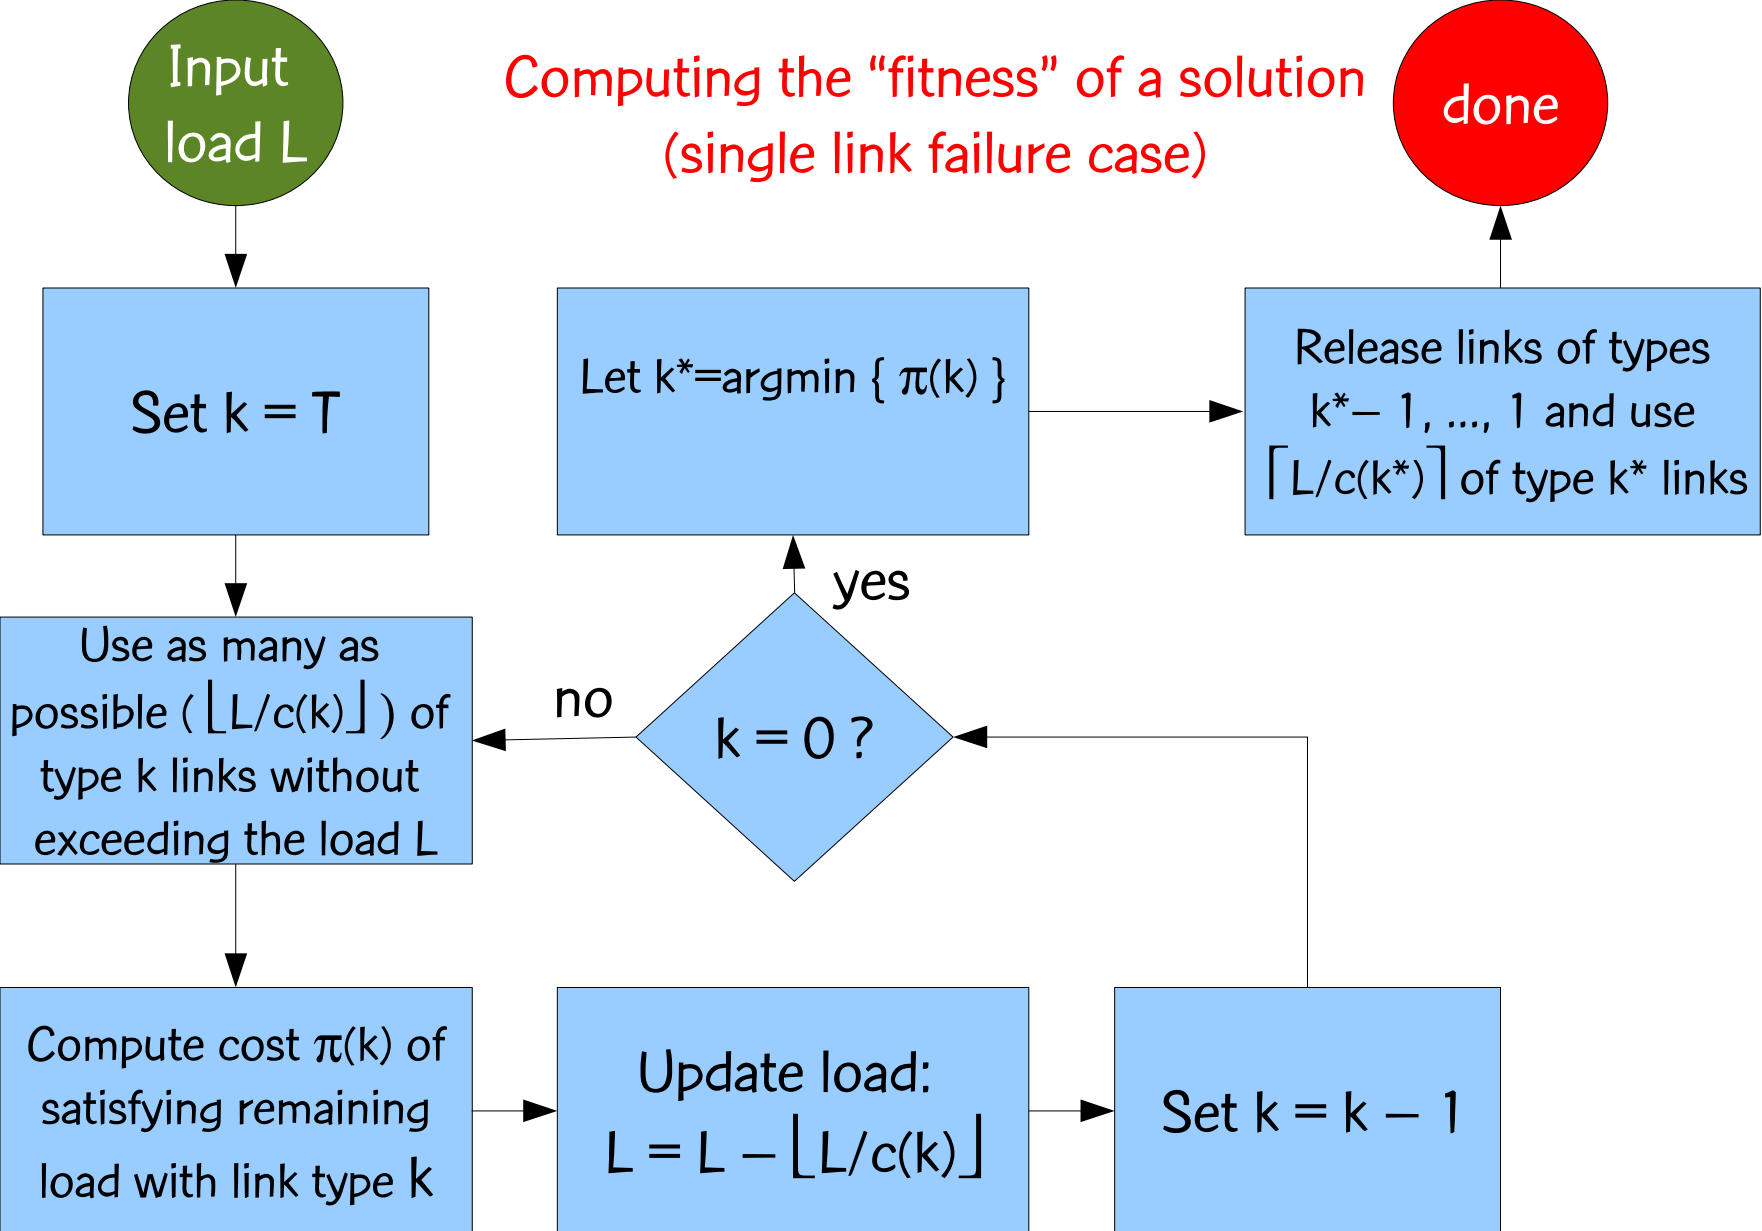 Input
load L
Computing the “fitness” of a solution
(single link failure case)
done
Set k = T
Let k*=argmin { π(k) }
Release links of types
k*– 1, ..., 1 and use
⎡L/c(k*)⎤ of type k* links
yes
Use as many as
possible ( ⎣L/c(k)⎦ ) of
type k links without
exceeding the load L
no
k = 0 ?
Compute cost π(k) of
satisfying remaining
load with link type k
Update load:
L = L – ⎣L/c(k)⎦
Set k = k – 1